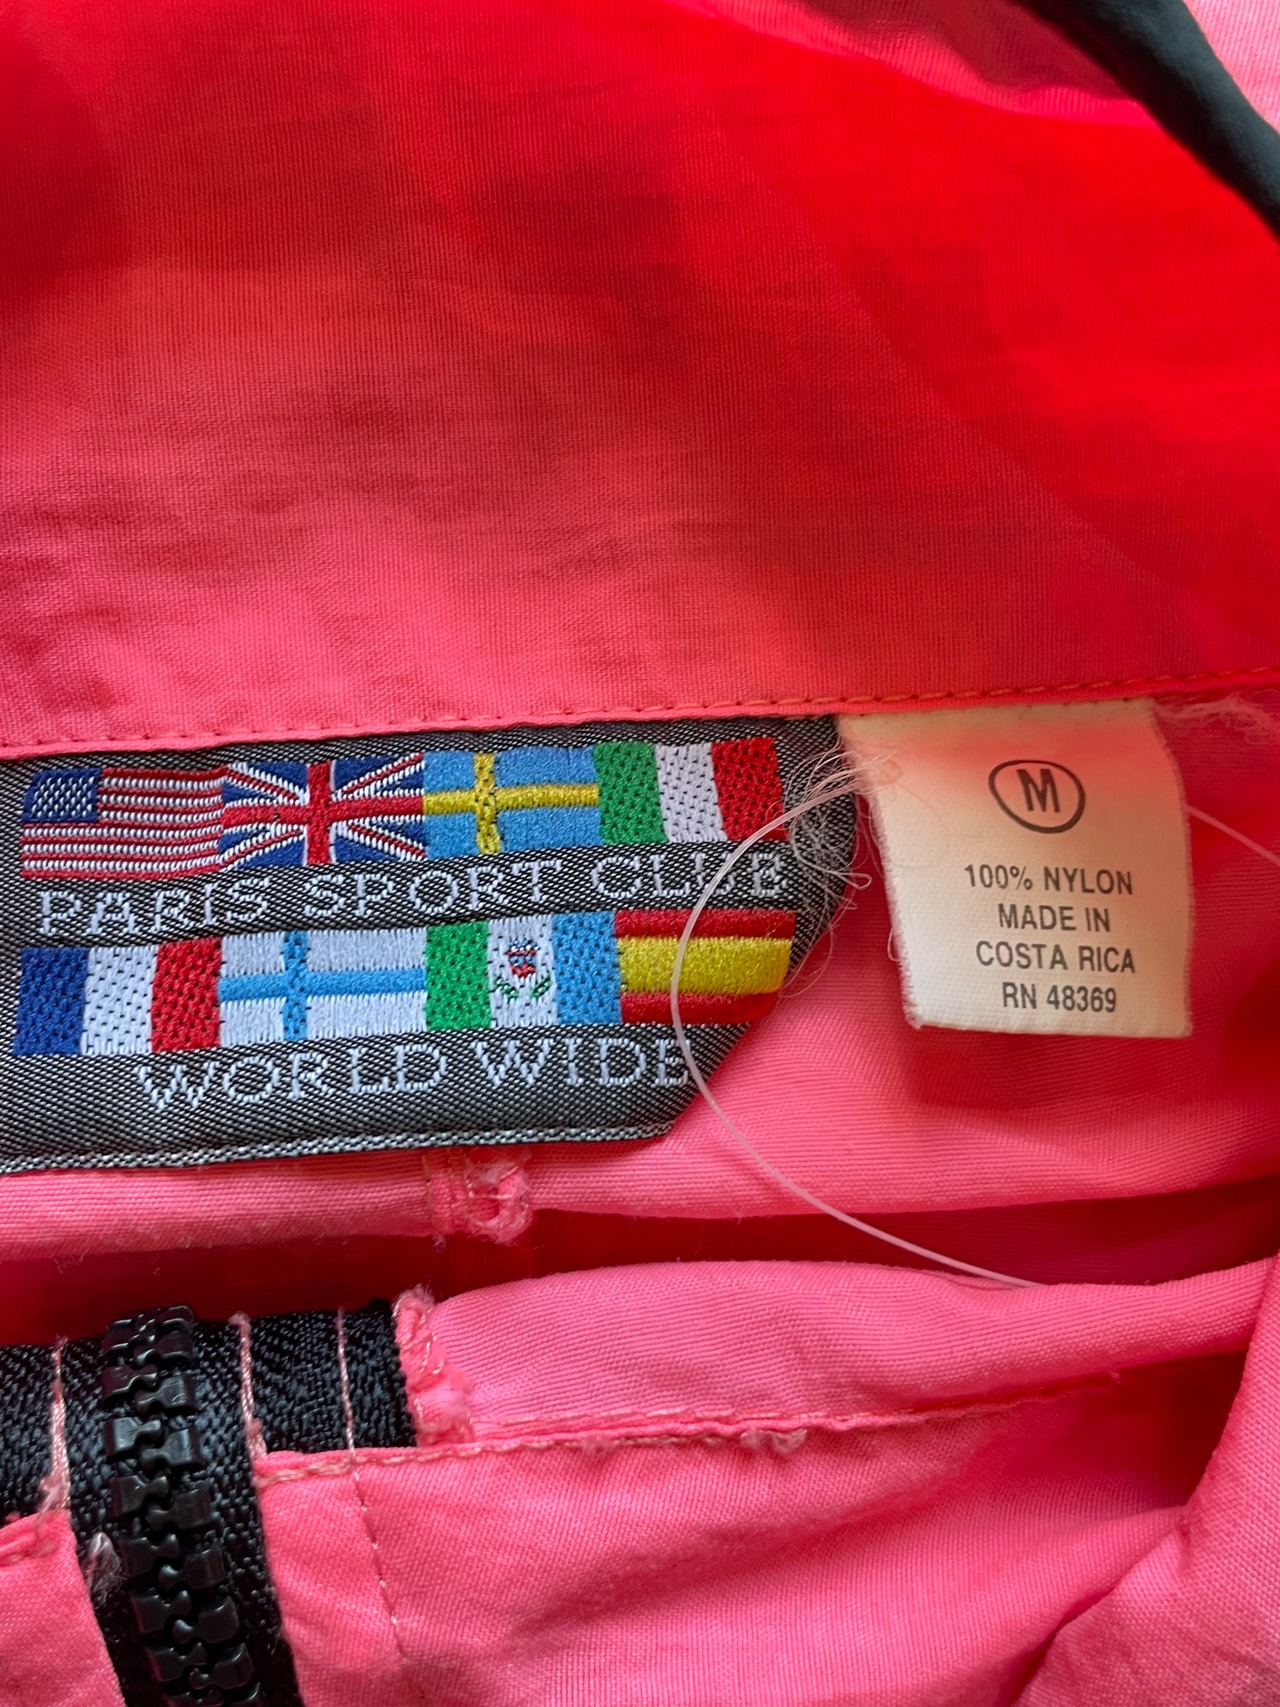 PARIS SPORT CLUB
WORLD WIDE
M
100% NYLON
MADE IN
COSTA RICA
RN 48369